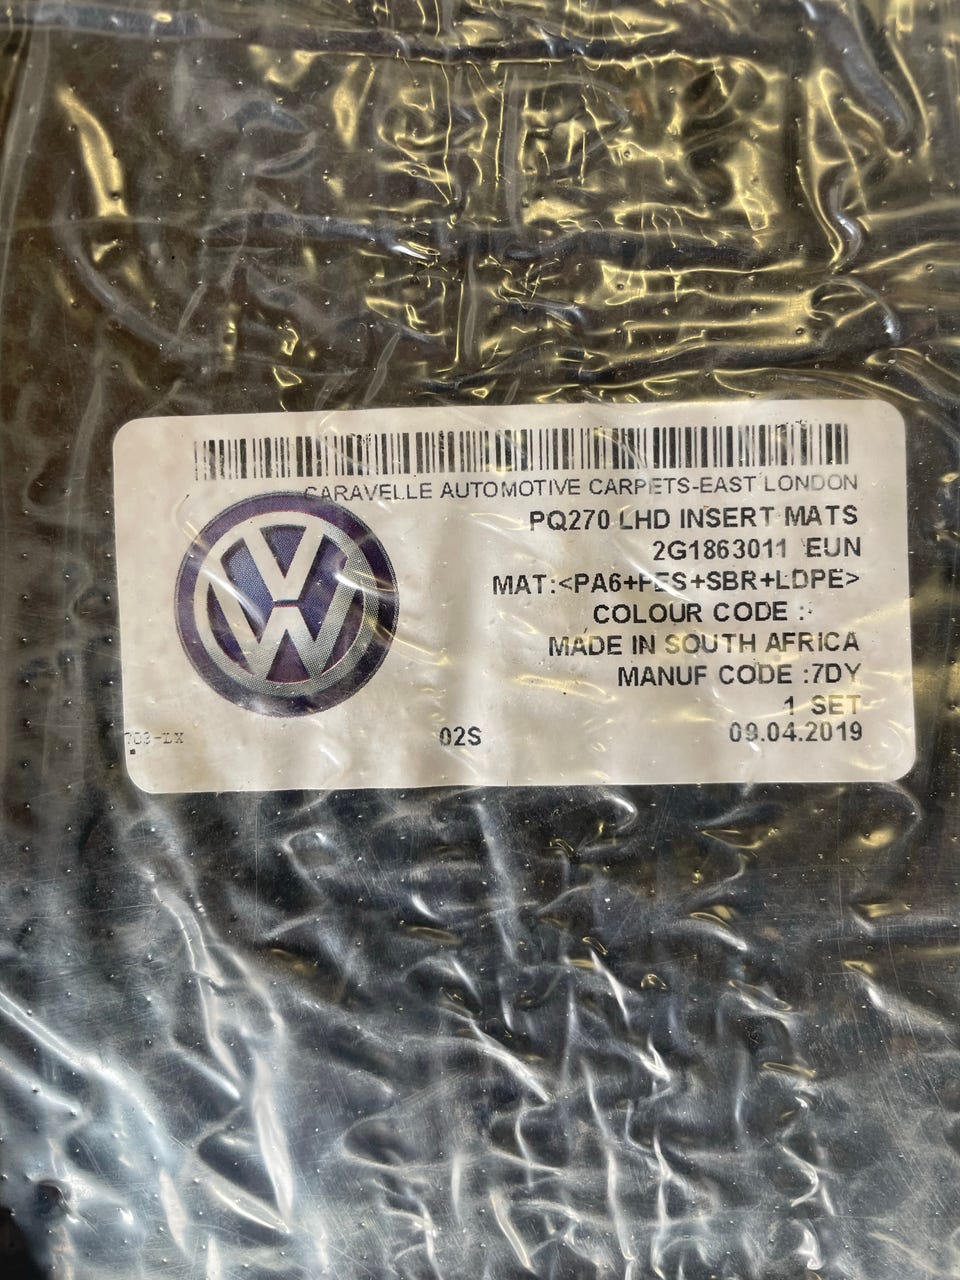 CARAVELLE AUTOMOTIVE CARPETS-EAST LONDON
PQ270 LHD INSERT MATS
2G1863011 EUN
MAT:<PA6+PES+SBR+LDPE>
COLOUR CODE :-
MADE IN SOUTH AFRICA
MANUF CODE :7DY
1 SET
02S 09.04.2019